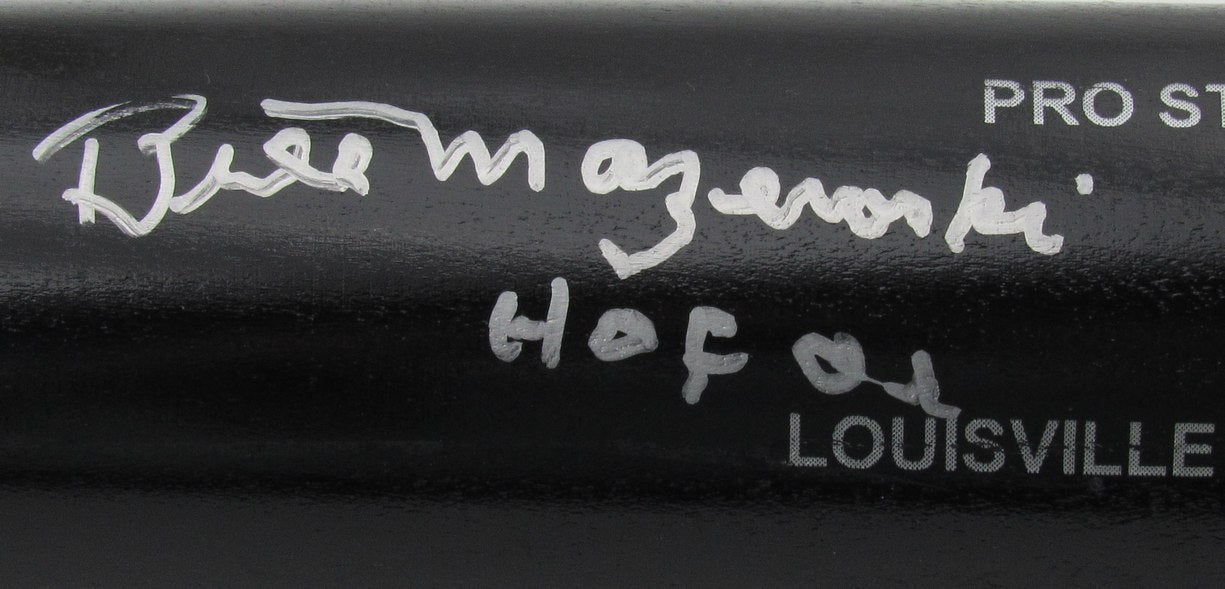 PRO ST
Bill Mazeroski
HOF 01
LOUISVILLE